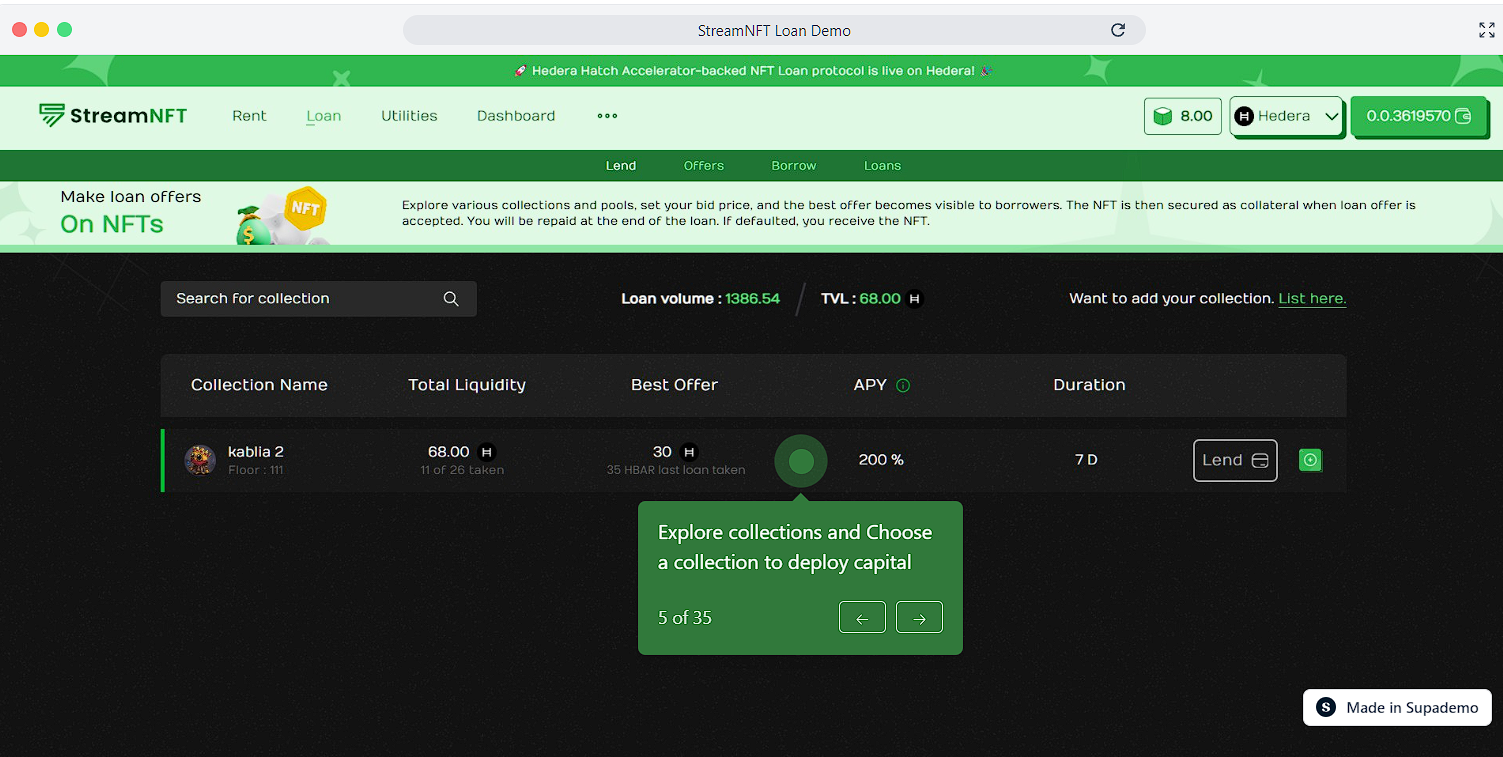 StreamNFT Loan Demo
🚀 Hedera Hatch Accelerator-backed NFT Loan protocol is live on Hedera! 🎉
StreamNFT Rent Loan Utilities Dashboard ••• 8.00 H Hedera 0.0.3619570
Lend Offers Borrow Loans
Make loan offers
On NFTs
NFT
$
Explore various collections and pools, set your bid price, and the best offer becomes visible to borrowers. The NFT is then secured as collateral when loan offer is
accepted. You will be repaid at the end of the loan. If defaulted, you receive the NFT.
Search for collection Loan volume : 1386.54 / TVL : 68.00 H Want to add your collection. List here.
Collection Name Total Liquidity Best Offer APY Duration
kablia 2 68.00 H 30 H 200 % 7 D Lend
Floor : 111 11 of 26 taken 35 HBAR last loan taken
Explore collections and Choose
a collection to deploy capital
5 of 35 ← →
S Made in Supademo